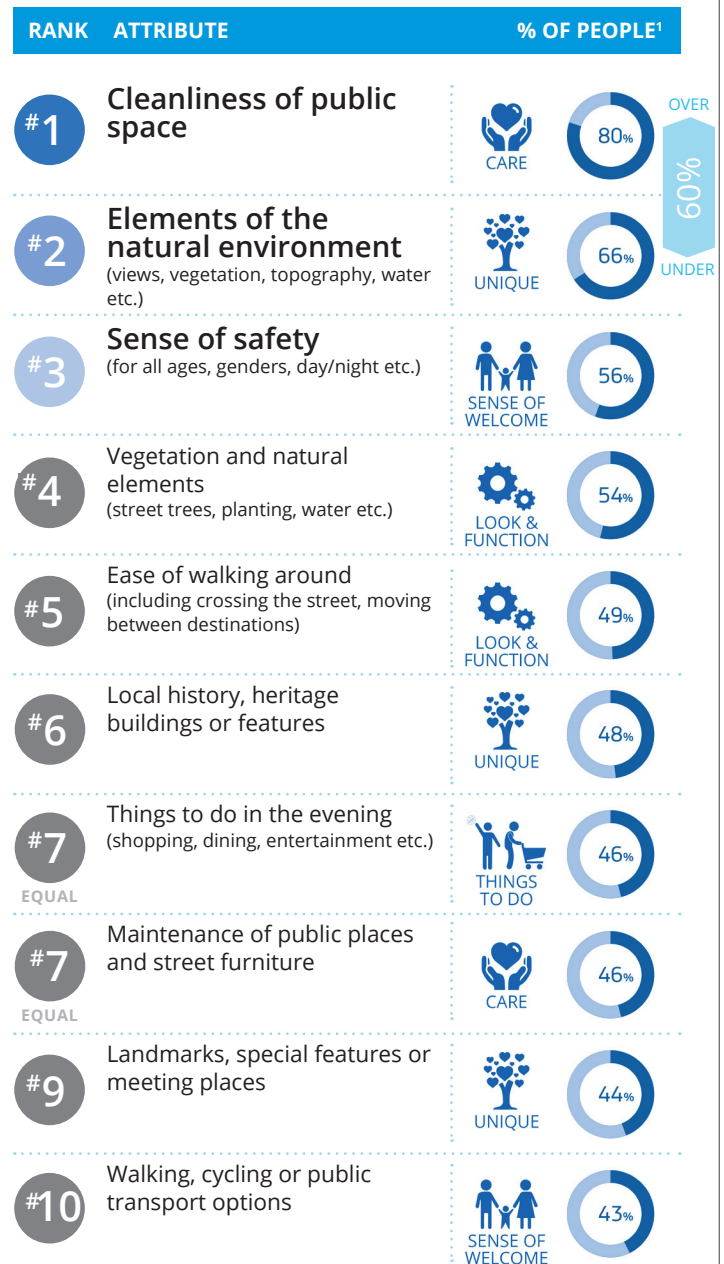 RANK ATTRIBUTE % OF PEOPLE¹
#1
Cleanliness of public
space
CARE
80%
OVER
60%
UNDER
#2
Elements of the
natural environment
(views, vegetation, topography, water
etc.)
UNIQUE
66%
#3
Sense of safety
(for all ages, genders, day/night etc.)
SENSE OF
WELCOME
56%
#4
Vegetation and natural
elements
(street trees, planting, water etc.)
LOOK &
FUNCTION
54%
#5
Ease of walking around
(including crossing the street, moving
between destinations)
LOOK &
FUNCTION
49%
#6
Local history, heritage
buildings or features
UNIQUE
48%
#7
EQUAL
Things to do in the evening
(shopping, dining, entertainment etc.)
THINGS
TO DO
46%
#7
EQUAL
Maintenance of public places
and street furniture
CARE
46%
#9
Landmarks, special features or
meeting places
UNIQUE
44%
#10
Walking, cycling or public
transport options
SENSE OF
WELCOME
43%